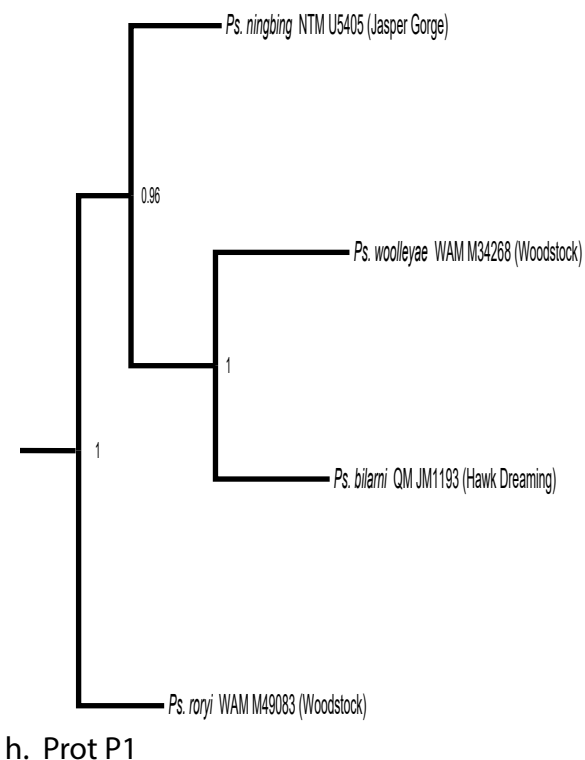 Ps. ningbing NTM U5405 (Jasper Gorge)
0.96
Ps. woolleyae WAM M34268 (Woodstock)
1
1
Ps. bilarni QM JM1193 (Hawk Dreaming)
Ps. roryi WAM M49083 (Woodstock)
h. Prot P1